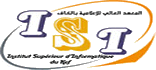 المعهد العالي للإعلامية بالكاف
ISI
Institut Supérieur d'Informatique
du Kef